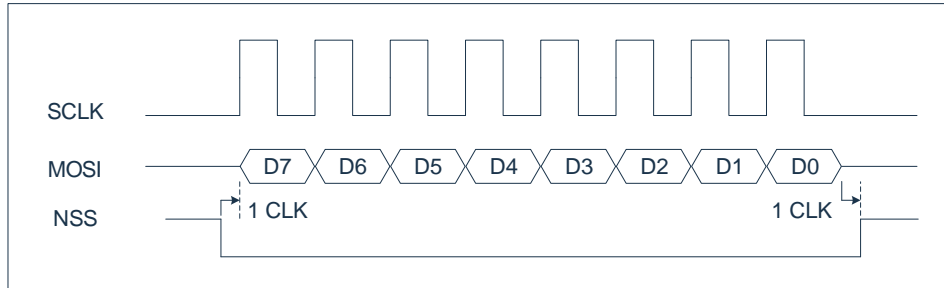 SCLK
MOSI D7 D6 D5 D4 D3 D2 D1 D0
1 CLK 1 CLK
NSS